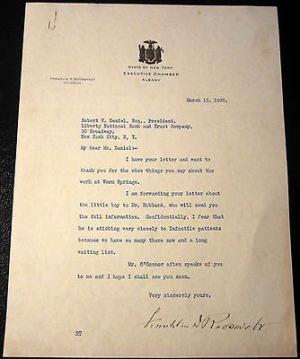 STATE OF NEW YORK
EXECUTIVE CHAMBER
ALBANY
FRANKLIN D. ROOSEVELT
GOVERNOR
March 15, 1929.
Robert W. Daniel, Esq., President,
Liberty National Bank and Trust Company,
50 Broadway,
New York City, N. Y.
My dear Mr. Daniel:-
I have your letter and want to
thank you for the nice things you say about the
work at Warm Springs.
I am forwarding your letter about
the little boy to Dr. Hubbard, who will send you
the full information. Confidentially, I fear that
he is sticking very closely to Infantile patients
because we have so many there now and a long
waiting list.
Mr. O'Connor often speaks of you
to me and I hope I shall see you soon.
Very sincerely yours,
Franklin D Roosevelt